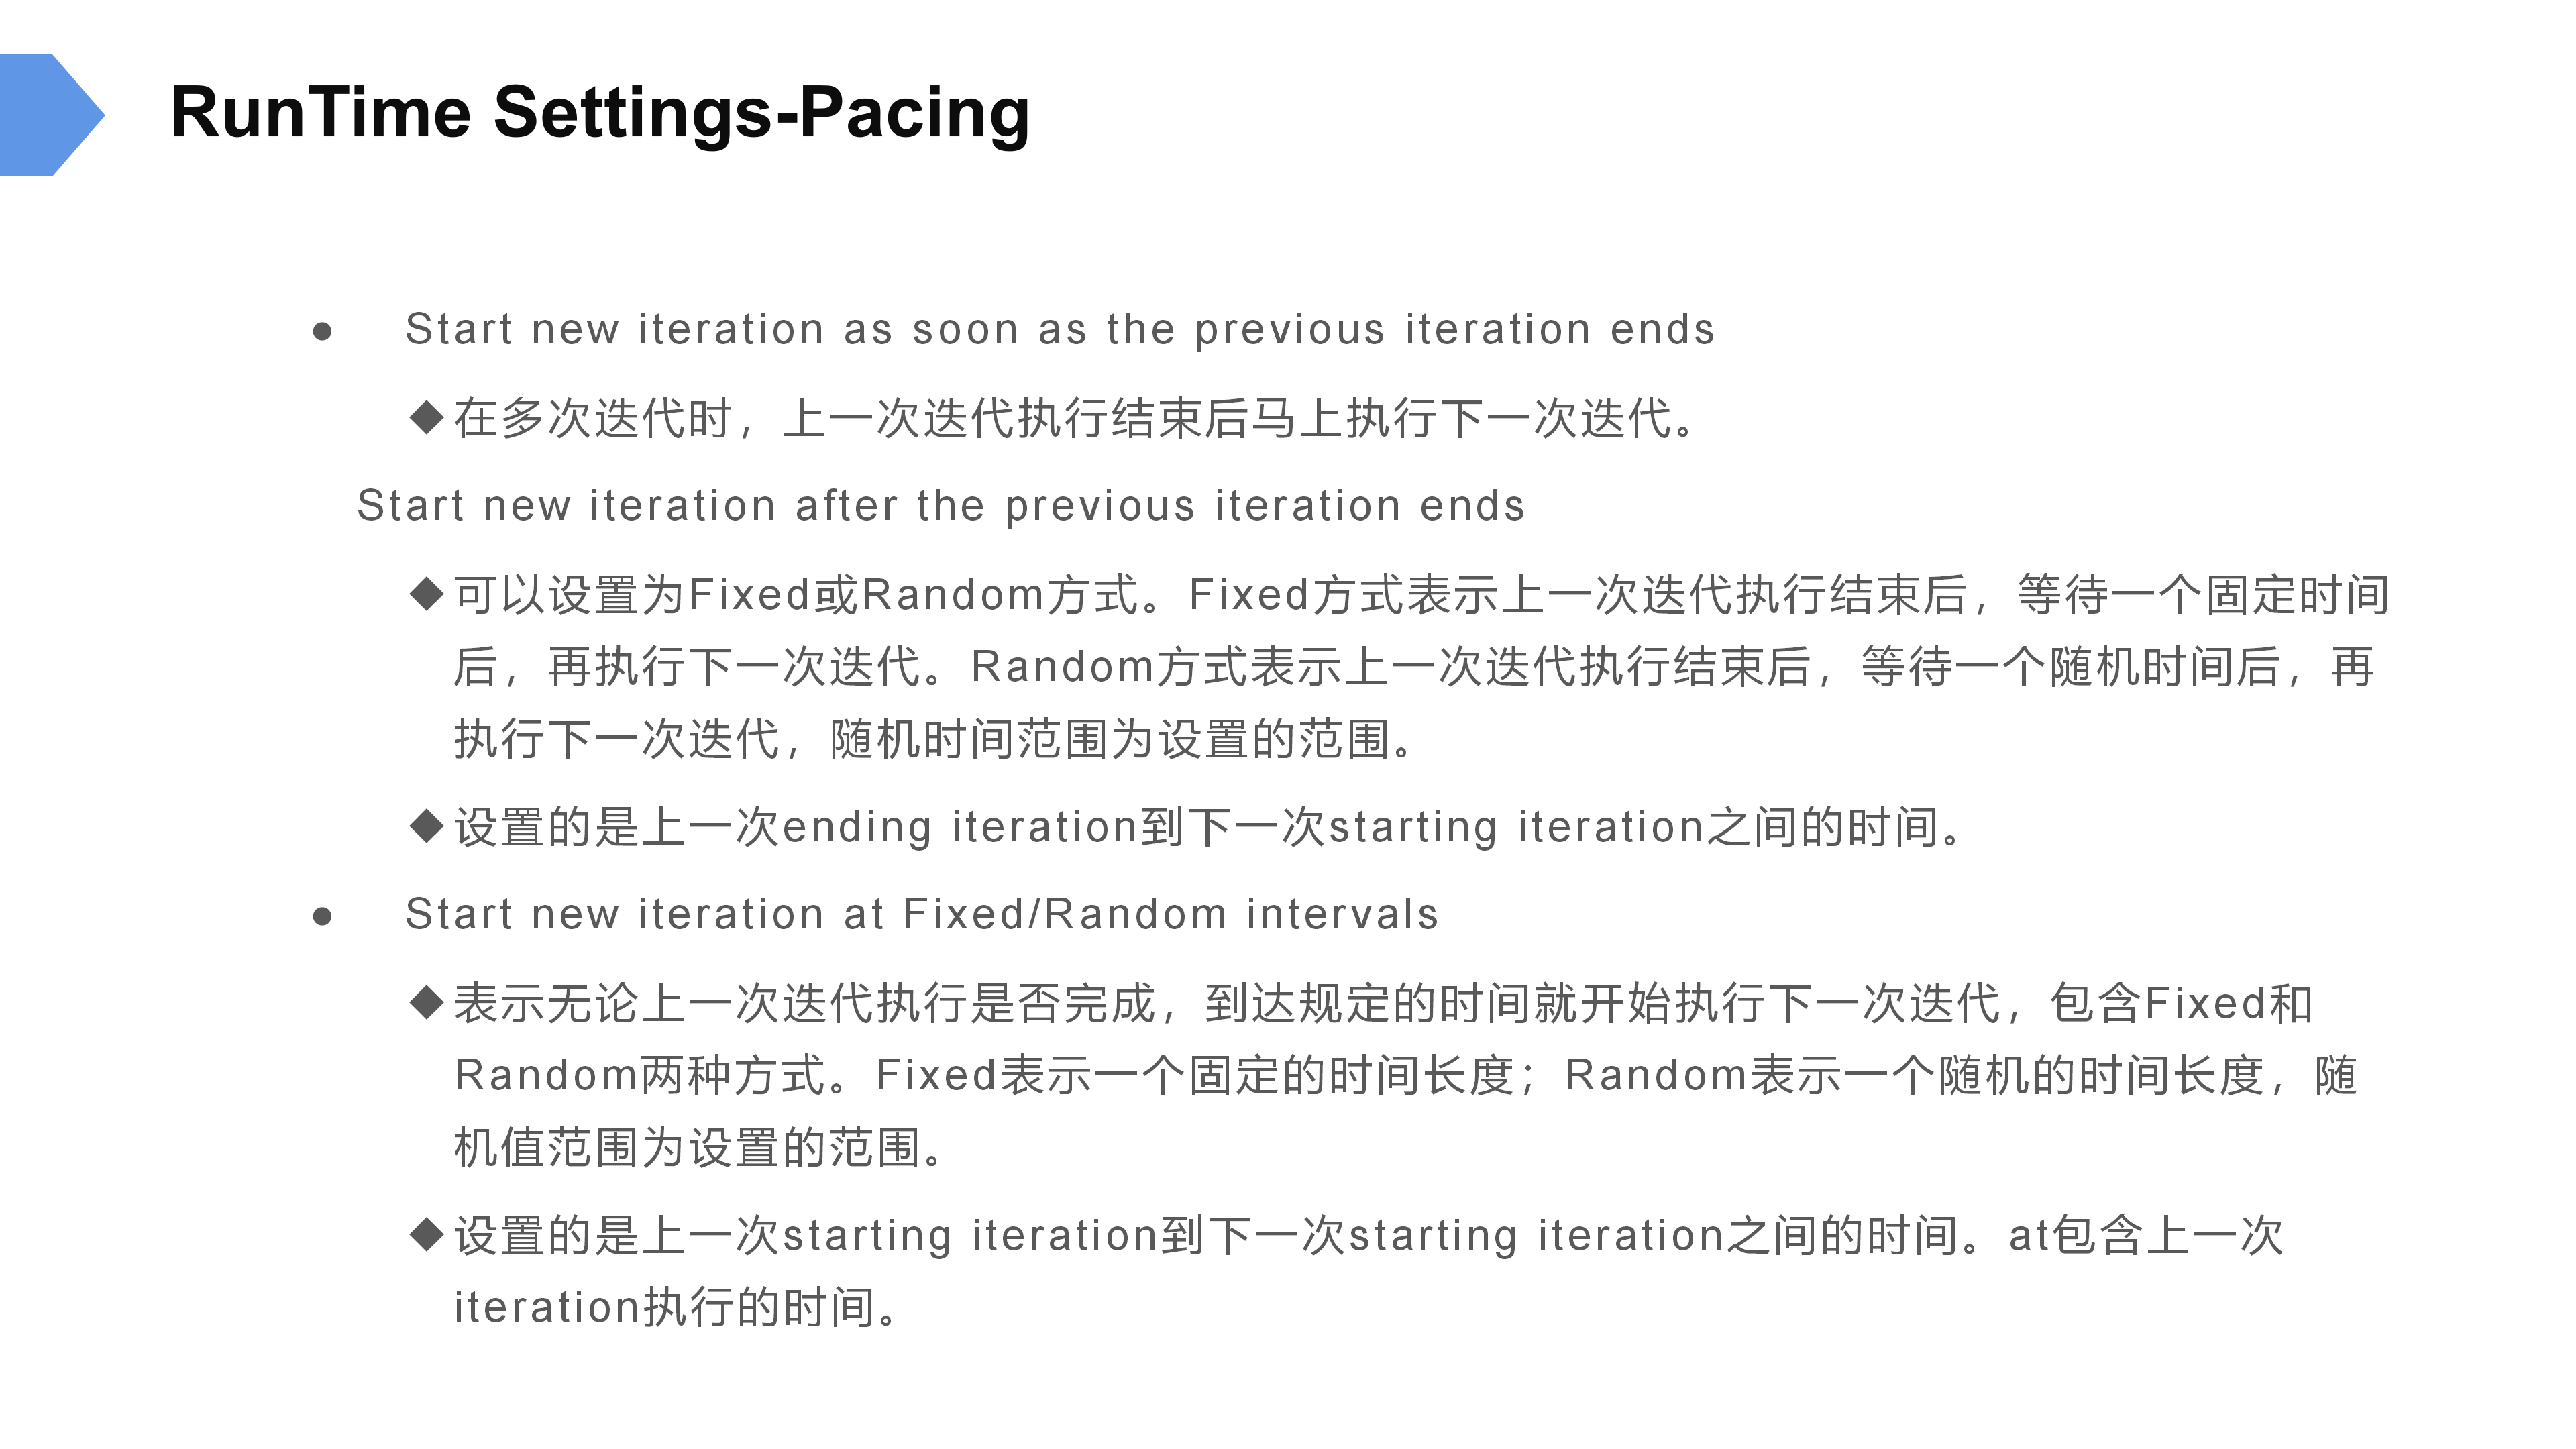 RunTime Settings-Pacing
● Start new iteration as soon as the previous iteration ends
◆在多次迭代时，上一次迭代执行结束后马上执行下一次迭代。
Start new iteration after the previous iteration ends
◆可以设置为Fixed或Random方式。Fixed方式表示上一次迭代执行结束后，等待一个固定时间
后，再执行下一次迭代。Random方式表示上一次迭代执行结束后，等待一个随机时间后，再
执行下一次迭代，随机时间范围为设置的范围。
◆设置的是上一次ending iteration到下一次starting iteration之间的时间。
● Start new iteration at Fixed/Random intervals
◆表示无论上一次迭代执行是否完成，到达规定的时间就开始执行下一次迭代，包含Fixed和
Random两种方式。Fixed表示一个固定的时间长度；Random表示一个随机的时间长度，随
机值范围为设置的范围。
◆设置的是上一次starting iteration到下一次starting iteration之间的时间。at包含上一次
iteration执行的时间。